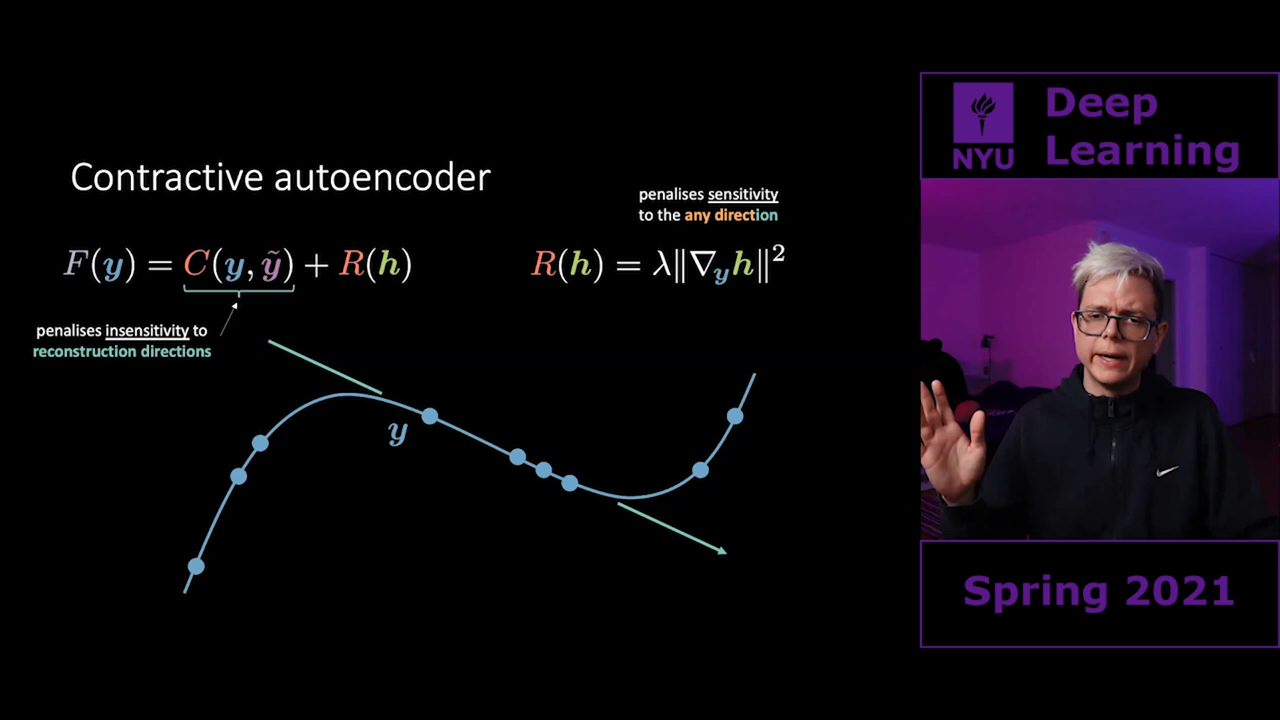 Contractive autoencoder
penalises sensitivity
to the any direction
F(y) = C(y, ỹ) + R(h)
R(h) = λ‖∇_y h‖²
penalises insensitivity to
reconstruction directions
y
NYU
Deep
Learning
Spring 2021